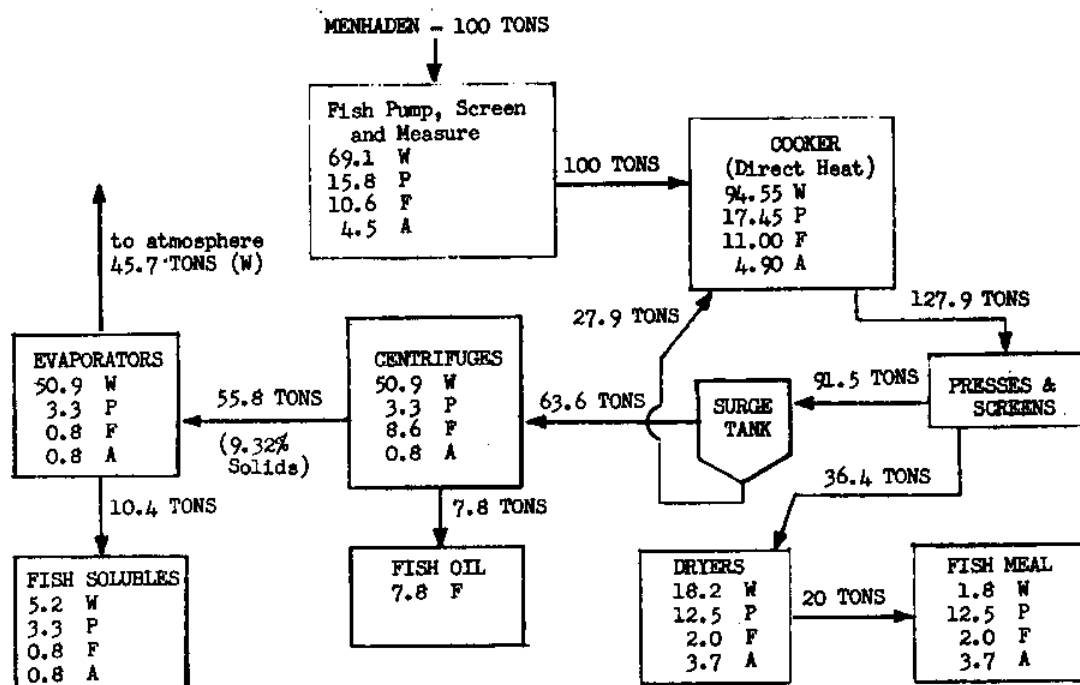 MENHADEN - 100 TONS
Fish Pump, Screen
and Measure
69.1 W
15.8 P
10.6 F
4.5 A
100 TONS
COOKER
(Direct Heat)
94.55 W
17.45 P
11.00 F
4.90 A
to atmosphere
45.7 TONS (W)
27.9 TONS
127.9 TONS
EVAPORATORS
50.9 W
3.3 P
0.8 F
0.8 A
55.8 TONS
(9.32%
Solids)
CENTRIFUGES
50.9 W
3.3 P
8.6 F
0.8 A
63.6 TONS
SURGE
TANK
91.5 TONS
PRESSES &
SCREENS
10.4 TONS
7.8 TONS
36.4 TONS
FISH SOLUBLES
5.2 W
3.3 P
0.8 F
0.8 A
FISH OIL
7.8 F
DRYERS
18.2 W
12.5 P
2.0 F
3.7 A
20 TONS
FISH MEAL
1.8 W
12.5 P
2.0 F
3.7 A